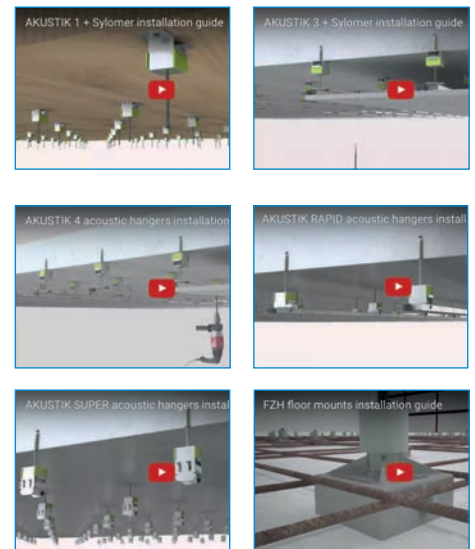 AKUSTIK 1 + Sylomer installation guide
AKUSTIK 3 + Sylomer installation guide
AKUSTIK 4 acoustic hangers installation
AKUSTIK RAPID acoustic hangers install
AKUSTIK SUPER acoustic hangers instal
FZH floor mounts installation guide